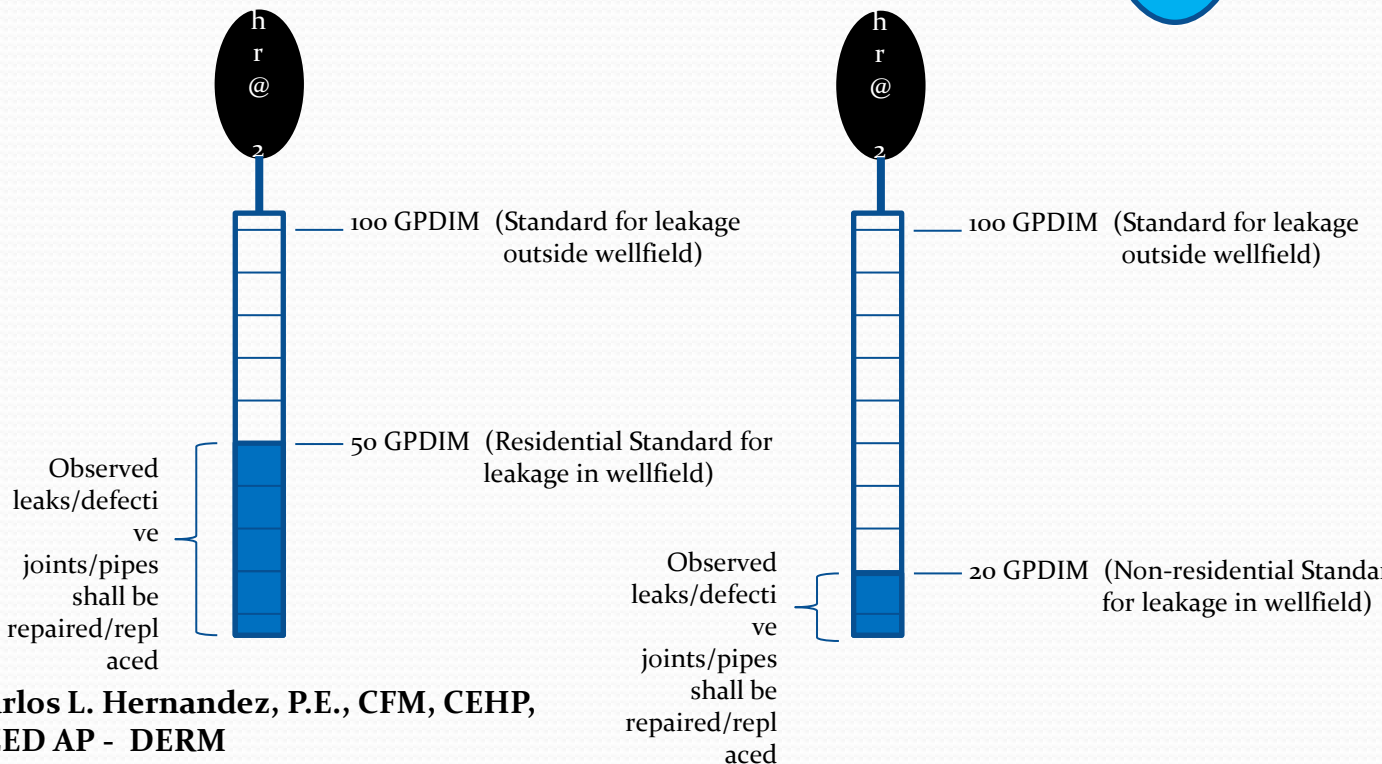 h
r
@
2
100 GPDIM (Standard for leakage
outside wellfield)
50 GPDIM (Residential Standard for
leakage in wellfield)
Observed
leaks/defecti
ve
joints/pipes
shall be
repaired/repl
aced
h
r
@
2
100 GPDIM (Standard for leakage
outside wellfield)
20 GPDIM (Non-residential Standa
for leakage in wellfield)
Observed
leaks/defecti
ve
joints/pipes
shall be
repaired/repl
aced
rlos L. Hernandez, P.E., CFM, CEHP,
ED AP - DERM